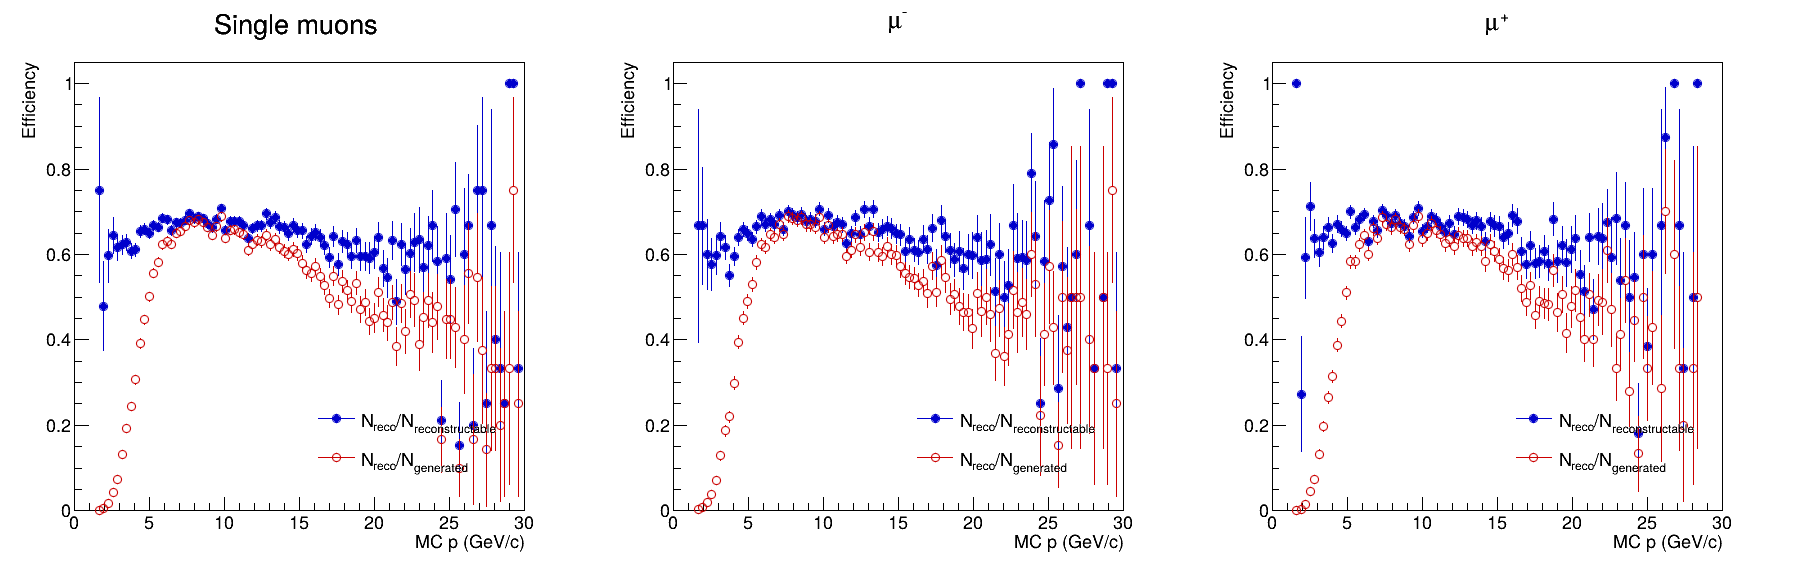 Single muons
Efficiency
1
0.8
0.6
0.4
0.2
0
N_reco/N_reconstructable
N_reco/N_generated
0 5 10 15 20 25 30
MC p (GeV/c)
μ⁻
Efficiency
1
0.8
0.6
0.4
0.2
0
N_reco/N_reconstructable
N_reco/N_generated
0 5 10 15 20 25 30
MC p (GeV/c)
μ⁺
Efficiency
1
0.8
0.6
0.4
0.2
0
N_reco/N_reconstructable
N_reco/N_generated
0 5 10 15 20 25 30
MC p (GeV/c)